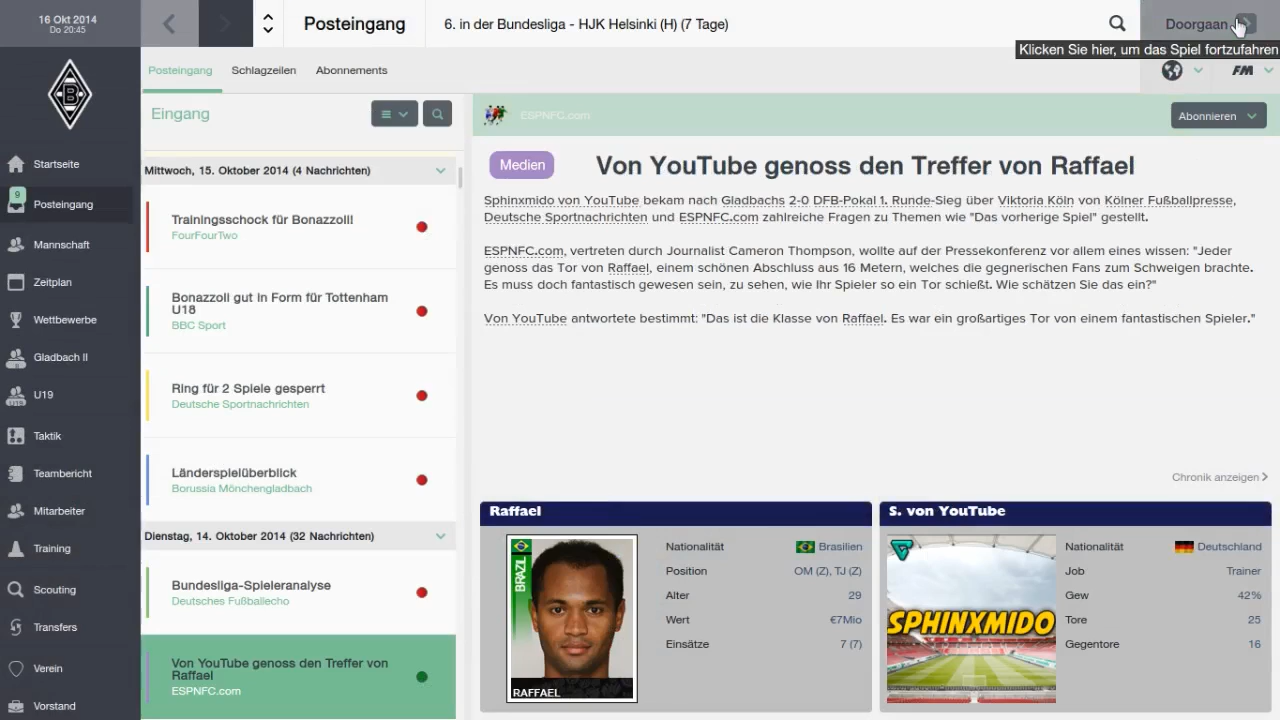 16 Okt 2014
Do 20:45
Posteingang
6. in der Bundesliga - HJK Helsinki (H) (7 Tage)
Doorgaan
Klicken Sie hier, um das Spiel fortzufahren
Posteingang
Schlagzeilen
Abonnements
FM
Eingang
ESPNFC.com
Abonnieren
B
Startseite
9
Posteingang
Mannschaft
Zeitplan
Wettbewerbe
Gladbach II
U19
Taktik
Teambericht
Mitarbeiter
Training
Scouting
Transfers
Verein
Vorstand
Mittwoch, 15. Oktober 2014 (4 Nachrichten)
Trainingsschock für Bonazzoli!
FourFourTwo
Bonazzoli gut in Form für Tottenham
U18
BBC Sport
Ring für 2 Spiele gesperrt
Deutsche Sportnachrichten
Länderspielüberblick
Borussia Mönchengladbach
Dienstag, 14. Oktober 2014 (32 Nachrichten)
Bundesliga-Spieleranalyse
Deutsches Fußballecho
Von YouTube genoss den Treffer von
Raffael
ESPNFC.com
Medien
Von YouTube genoss den Treffer von Raffael
Sphinxmido von YouTube bekam nach Gladbachs 2-0 DFB-Pokal 1. Runde-Sieg über Viktoria Köln von Kölner Fußballpresse,
Deutsche Sportnachrichten und ESPNFC.com zahlreiche Fragen zu Themen wie "Das vorherige Spiel" gestellt.
ESPNFC.com, vertreten durch Journalist Cameron Thompson, wollte auf der Pressekonferenz vor allem eines wissen: "Jeder
genoss das Tor von Raffael, einem schönen Abschluss aus 16 Metern, welches die gegnerischen Fans zum Schweigen brachte.
Es muss doch fantastisch gewesen sein, zu sehen, wie Ihr Spieler so ein Tor schießt. Wie schätzen Sie das ein?"
Von YouTube antwortete bestimmt: "Das ist die Klasse von Raffael. Es war ein großartiges Tor von einem fantastischen Spieler."
Chronik anzeigen
Raffael
BRAZIL
RAFFAEL
Nationalität Brasilien
Position OM (Z), TJ (Z)
Alter 29
Wert €7Mio
Einsätze 7 (7)
S. von YouTube
SPHINXMIDO
Nationalität Deutschland
Job Trainer
Gew 42%
Tore 25
Gegentore 16